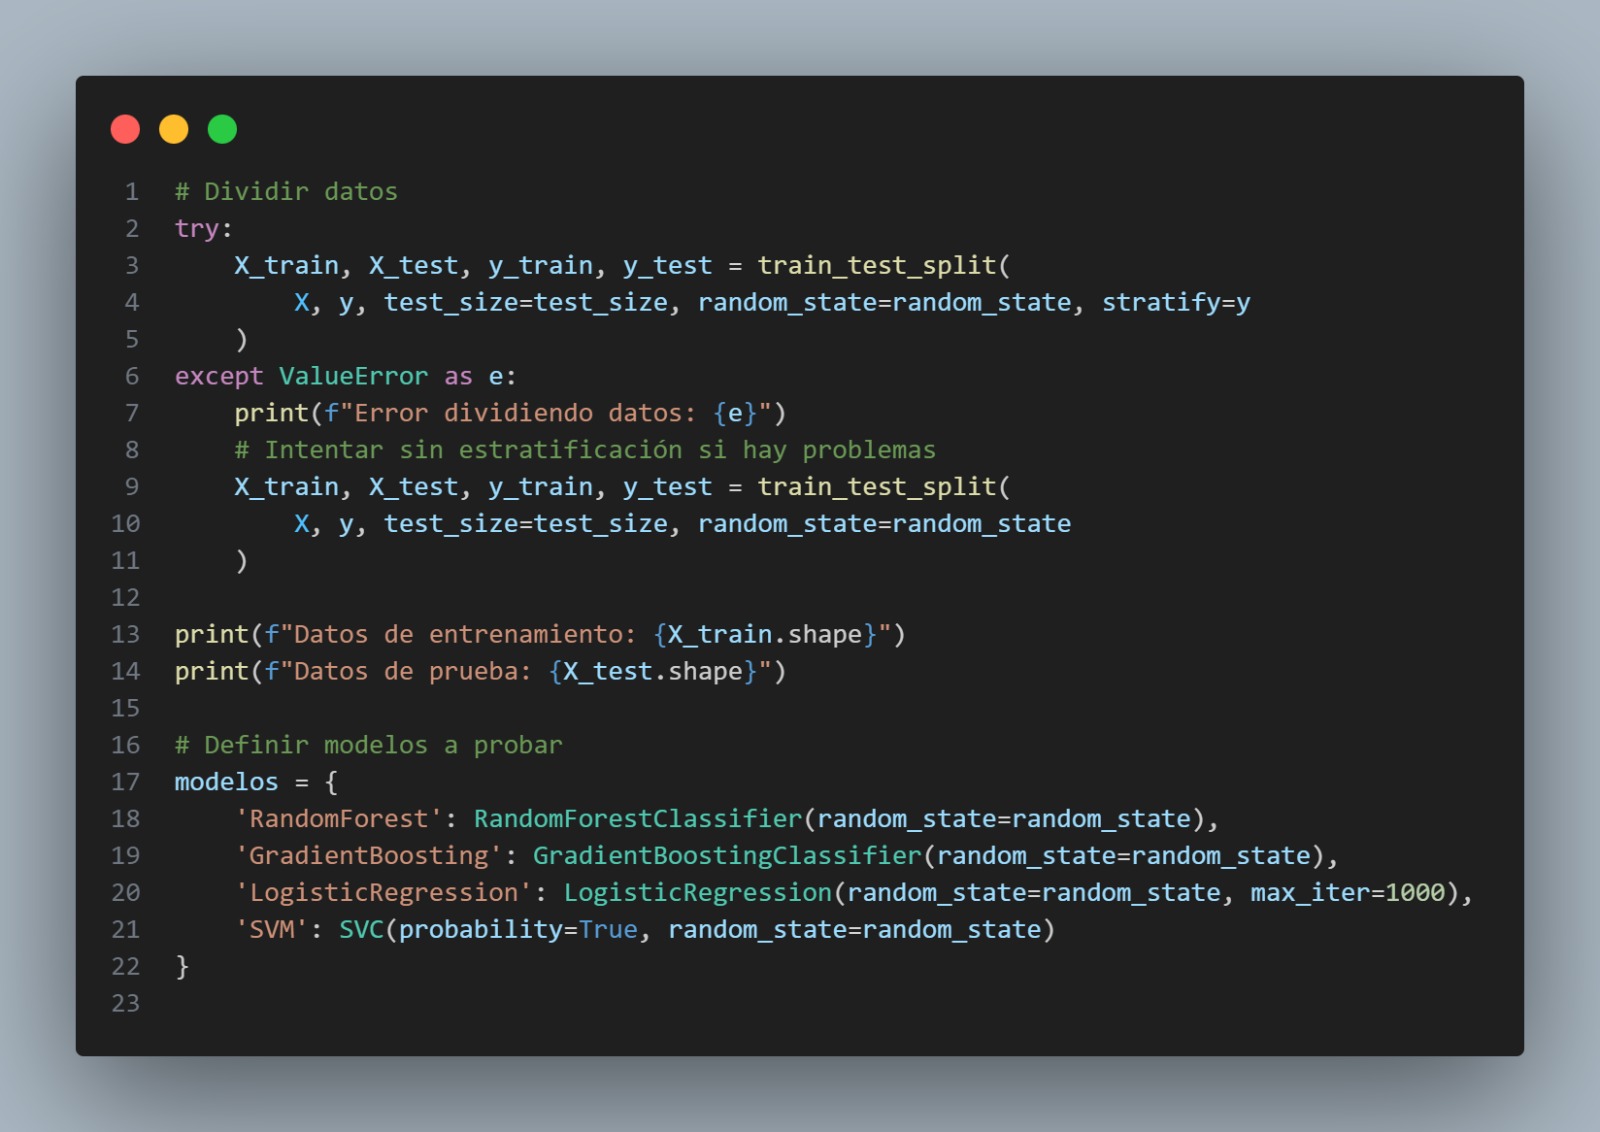 1 # Dividir datos
2 try:
3     X_train, X_test, y_train, y_test = train_test_split(
4         X, y, test_size=test_size, random_state=random_state, stratify=y
5     )
6 except ValueError as e:
7     print(f"Error dividiendo datos: {e}")
8     # Intentar sin estratificación si hay problemas
9     X_train, X_test, y_train, y_test = train_test_split(
10         X, y, test_size=test_size, random_state=random_state
11     )
12
13 print(f"Datos de entrenamiento: {X_train.shape}")
14 print(f"Datos de prueba: {X_test.shape}")
15
16 # Definir modelos a probar
17 modelos = {
18     'RandomForest': RandomForestClassifier(random_state=random_state),
19     'GradientBoosting': GradientBoostingClassifier(random_state=random_state),
20     'LogisticRegression': LogisticRegression(random_state=random_state, max_iter=1000),
21     'SVM': SVC(probability=True, random_state=random_state)
22 }
23